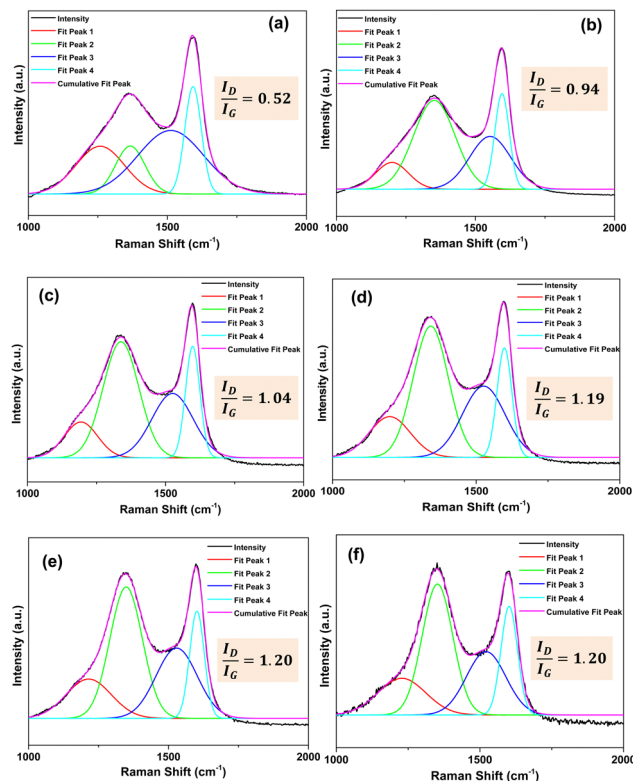 (a)
Intensity
Fit Peak 1
Fit Peak 2
Fit Peak 3
Fit Peak 4
Cumulative Fit Peak
I_D/I_G = 0.52
Intensity (a.u.)
1000 1500 2000
Raman Shift (cm⁻¹)
(b)
Intensity
Fit Peak 1
Fit Peak 2
Fit Peak 3
Fit Peak 4
Cumulative Fit Peak
I_D/I_G = 0.94
Intensity (a.u.)
1000 1500 2000
Raman Shift (cm⁻¹)
(c)
Intensity
Fit Peak 1
Fit Peak 2
Fit Peak 3
Fit Peak 4
Cumulative Fit Peak
I_D/I_G = 1.04
Intensity (a.u.)
1000 1500 2000
Raman Shift (cm⁻¹)
(d)
Intensity
Fit Peak 1
Fit Peak 2
Fit Peak 3
Fit Peak 4
Cumulative Fit Peak
I_D/I_G = 1.19
Intensity (a.u.)
1000 1500 2000
Raman Shift (cm⁻¹)
(e)
Intensity
Fit Peak 1
Fit Peak 2
Fit Peak 3
Fit Peak 4
Cumulative Fit Peak
I_D/I_G = 1.20
Intensity (a.u.)
1000 1500 2000
Raman Shift (cm⁻¹)
(f)
Intensity
Fit Peak 1
Fit Peak 2
Fit Peak 3
Fit Peak 4
Cumulative Fit Peak
I_D/I_G = 1.20
Intensity (a.u.)
1000 1500 2000
Raman Shift (cm⁻¹)